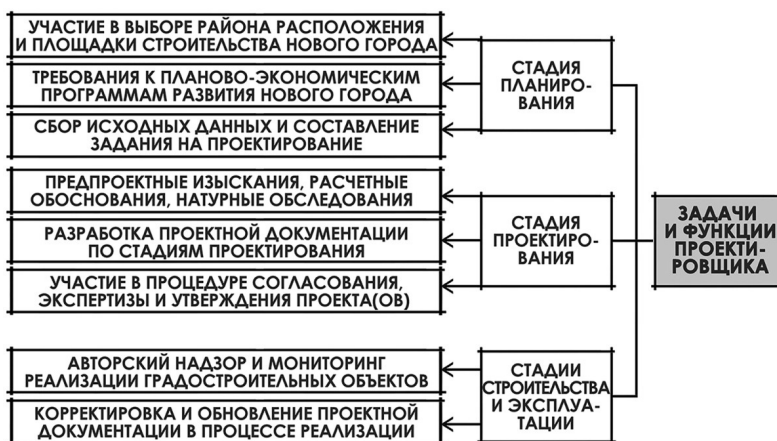 УЧАСТИЕ В ВЫБОРЕ РАЙОНА РАСПОЛОЖЕНИЯ
И ПЛОЩАДКИ СТРОИТЕЛЬСТВА НОВОГО ГОРОДА
ТРЕБОВАНИЯ К ПЛАНОВО-ЭКОНОМИЧЕСКИМ
ПРОГРАММАМ РАЗВИТИЯ НОВОГО ГОРОДА
СБОР ИСХОДНЫХ ДАННЫХ И СОСТАВЛЕНИЕ
ЗАДАНИЯ НА ПРОЕКТИРОВАНИЕ
СТАДИЯ
ПЛАНИРО-
ВАНИЯ
ПРЕДПРОЕКТНЫЕ ИЗЫСКАНИЯ, РАСЧЕТНЫЕ
ОБОСНОВАНИЯ, НАТУРНЫЕ ОБСЛЕДОВАНИЯ
РАЗРАБОТКА ПРОЕКТНОЙ ДОКУМЕНТАЦИИ
ПО СТАДИЯМ ПРОЕКТИРОВАНИЯ
УЧАСТИЕ В ПРОЦЕДУРЕ СОГЛАСОВАНИЯ,
ЭКСПЕРТИЗЫ И УТВЕРЖДЕНИЯ ПРОЕКТА(ОВ)
СТАДИЯ
ПРОЕКТИРО-
ВАНИЯ
ЗАДАЧИ
И ФУНКЦИИ
ПРОЕКТИ-
РОВЩИКА
АВТОРСКИЙ НАДЗОР И МОНИТОРИНГ
РЕАЛИЗАЦИИ ГРАДОСТРОИТЕЛЬНЫХ ОБЪЕКТОВ
КОРРЕКТИРОВКА И ОБНОВЛЕНИЕ ПРОЕКТНОЙ
ДОКУМЕНТАЦИИ В ПРОЦЕССЕ РЕАЛИЗАЦИИ
СТАДИИ
СТРОИТЕЛЬСТВА
И ЭКСПЛУА-
ТАЦИИ